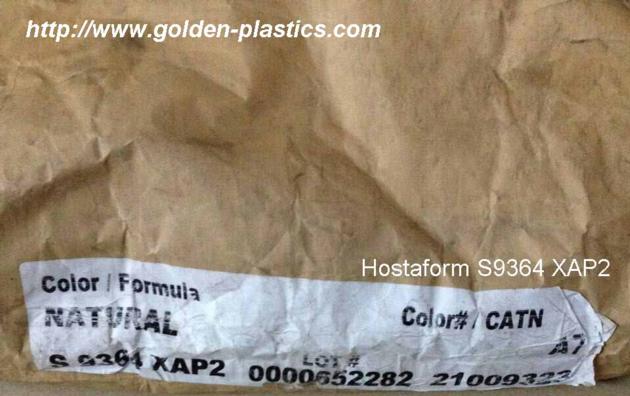 http://www.golden-plastics.com
Hostaform S9364 XAP2
Color / Formula
NATURAL
Color# / CATN
A7
S 9364 XAP2
LOT #
0000652282 21009323